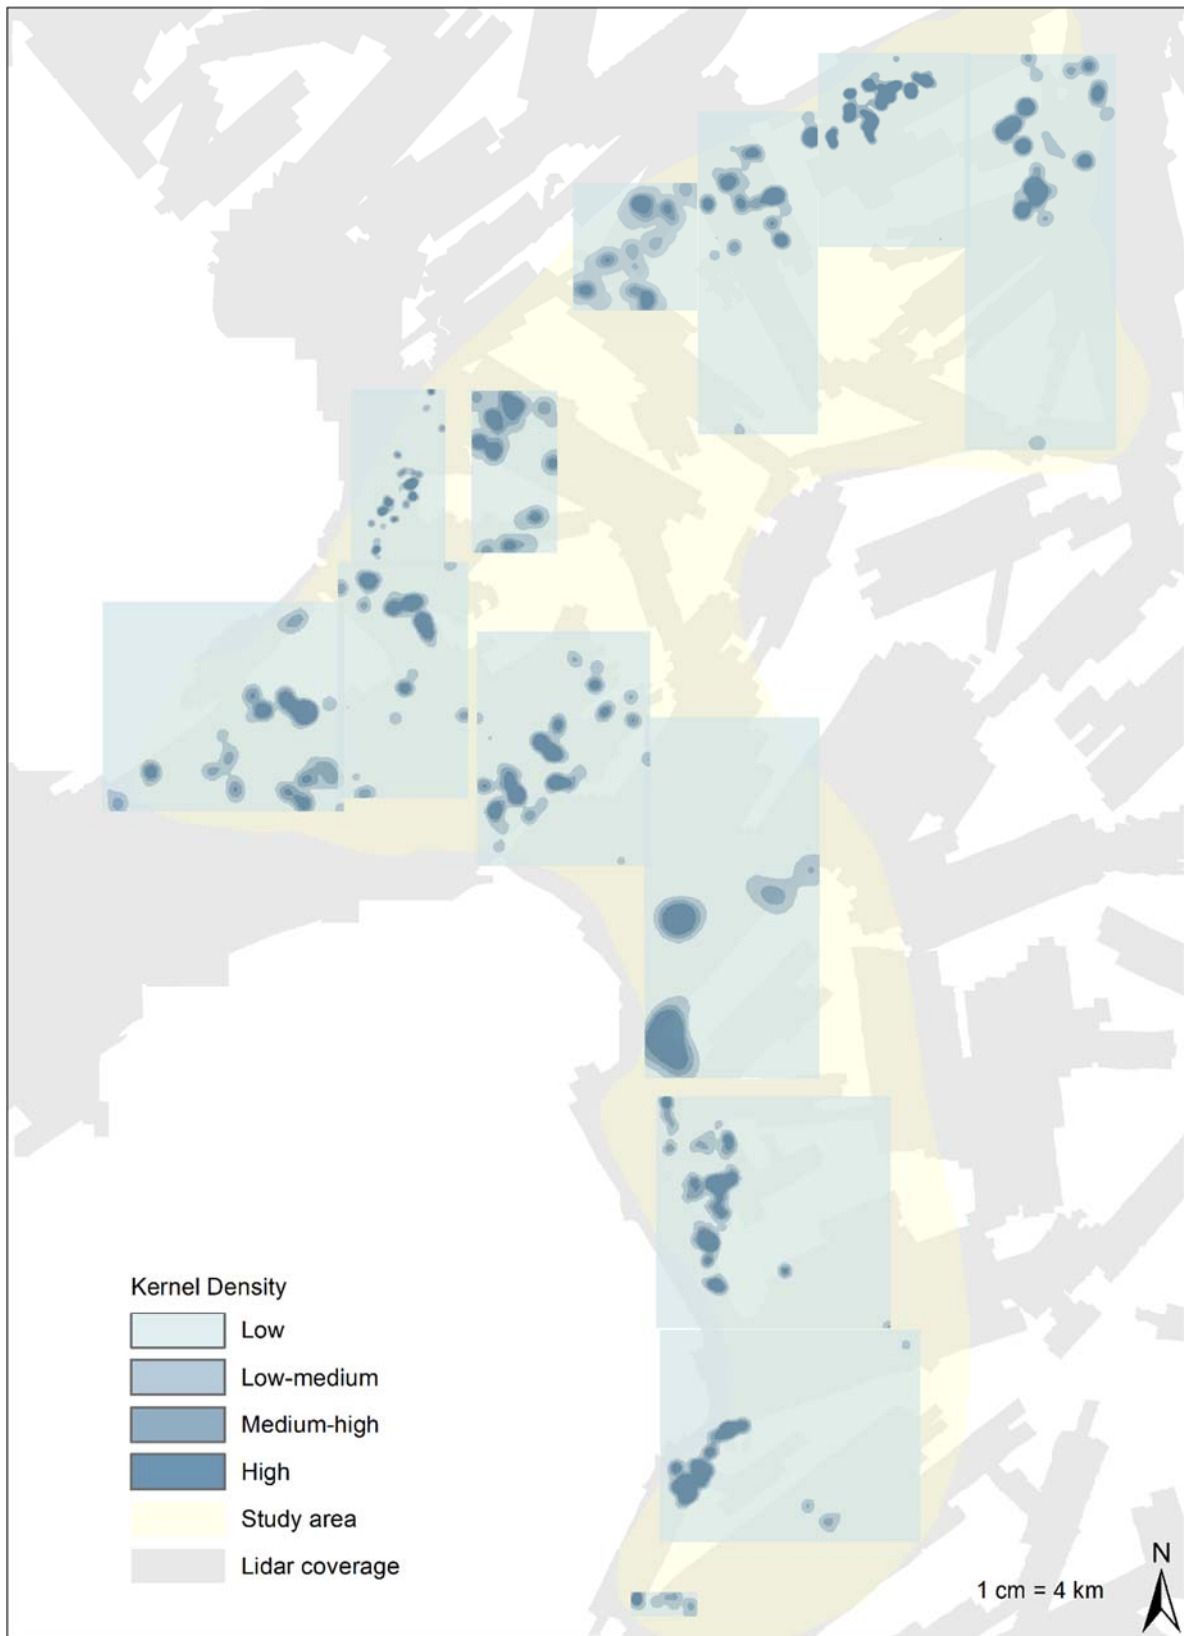 Kernel Density
Low
Low-medium
Medium-high
High
Study area
Lidar coverage
N
1 cm = 4 km